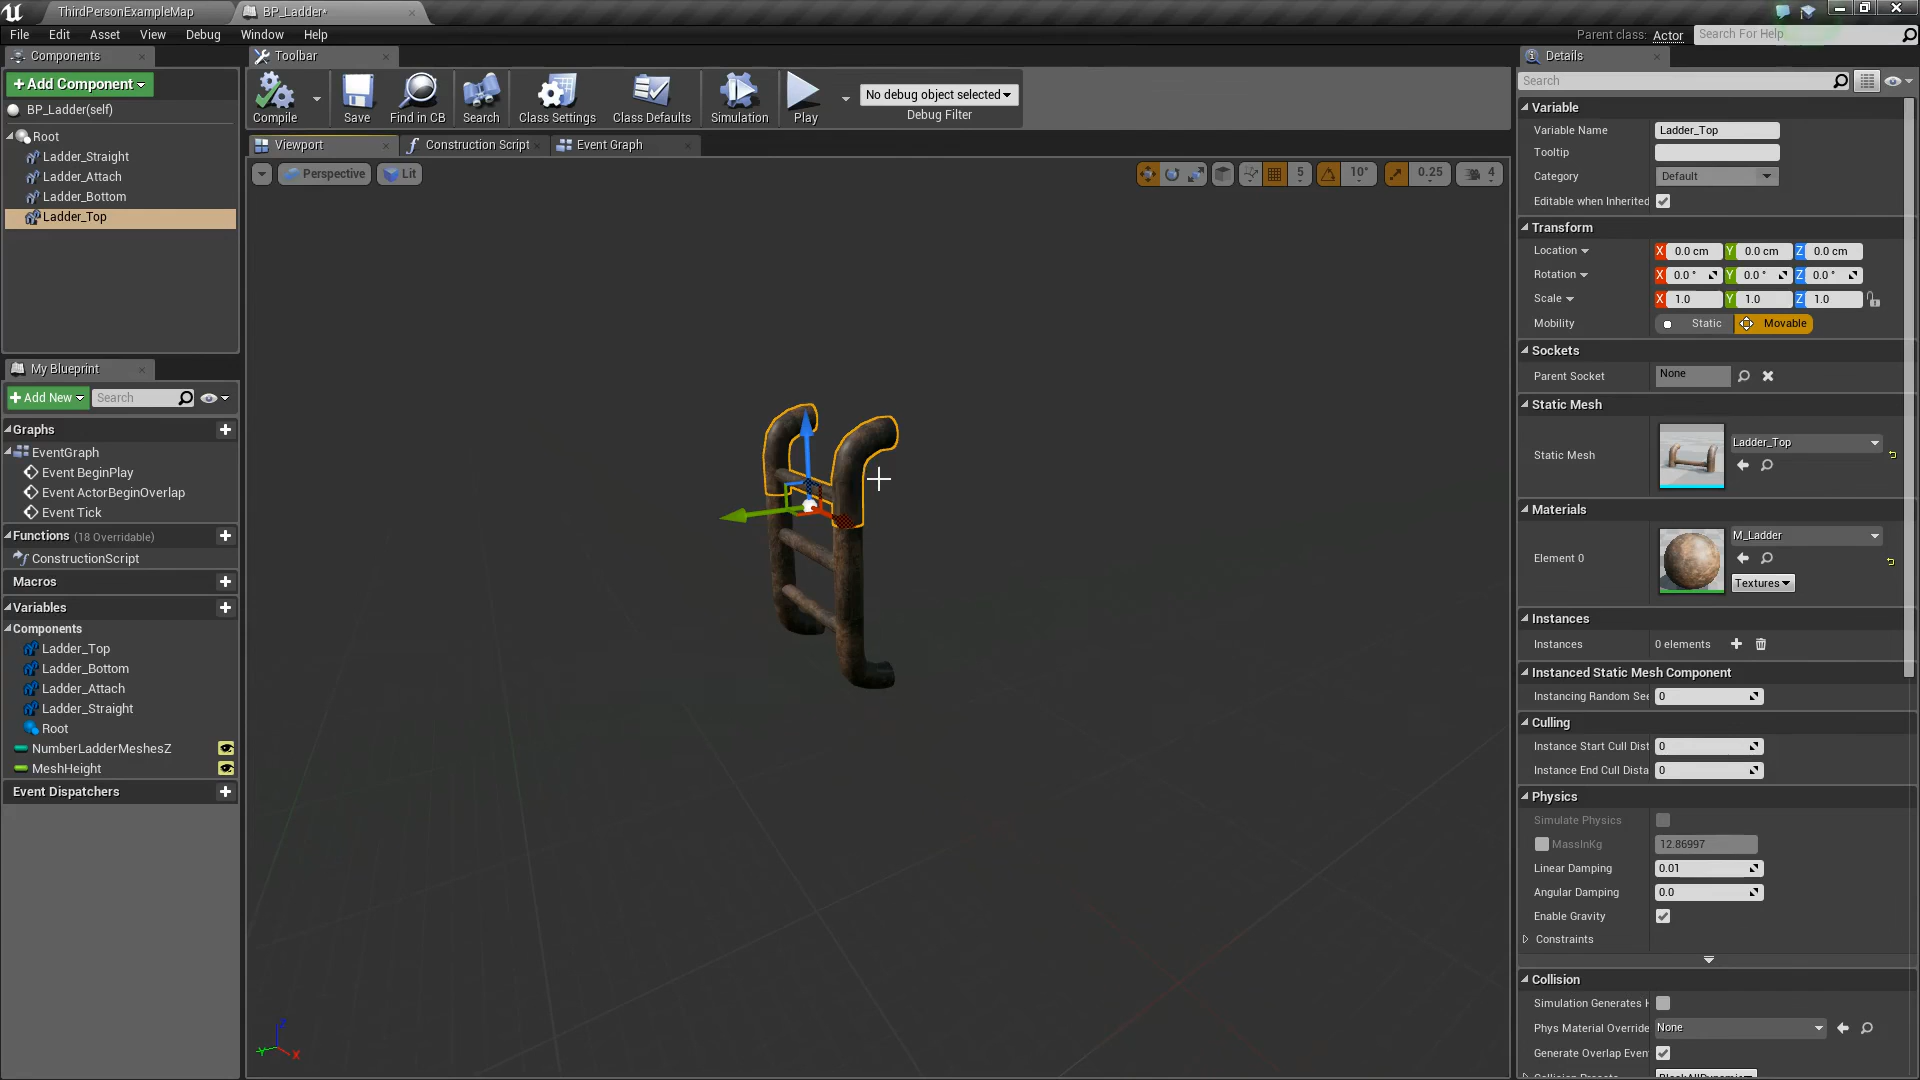 ThirdPersonExampleMap
BP_Ladder*
File Edit Asset View Debug Window Help
Parent class: Actor
Search For Help
Components
+Add Component
BP_Ladder(self)
Root
Ladder_Straight
Ladder_Attach
Ladder_Bottom
Ladder_Top
My Blueprint
+Add New
Search
Graphs
EventGraph
Event BeginPlay
Event ActorBeginOverlap
Event Tick
Functions (18 Overridable)
ConstructionScript
Macros
Variables
Components
Ladder_Top
Ladder_Bottom
Ladder_Attach
Ladder_Straight
Root
NumberLadderMeshesZ
MeshHeight
Event Dispatchers
Toolbar
Compile
Save
Find in CB
Search
Class Settings
Class Defaults
Simulation
Play
No debug object selected
Debug Filter
Viewport
Construction Script
Event Graph
Perspective
Lit
5
10°
0.25
4
Z
Y
X
Details
Search
Variable
Variable Name Ladder_Top
Tooltip
Category Default
Editable when Inherited
Transform
Location X 0.0 cm Y 0.0 cm Z 0.0 cm
Rotation X 0.0 ° Y 0.0 ° Z 0.0 °
Scale X 1.0 Y 1.0 Z 1.0
Mobility Static Movable
Sockets
Parent Socket None
Static Mesh
Static Mesh Ladder_Top
Materials
Element 0 M_Ladder
Textures
Instances
Instances 0 elements
Instanced Static Mesh Component
Instancing Random See 0
Culling
Instance Start Cull Dist 0
Instance End Cull Dista 0
Physics
Simulate Physics
MassInKg 12.86997
Linear Damping 0.01
Angular Damping 0.0
Enable Gravity
Constraints
Collision
Simulation Generates H
Phys Material Override None
Generate Overlap Even